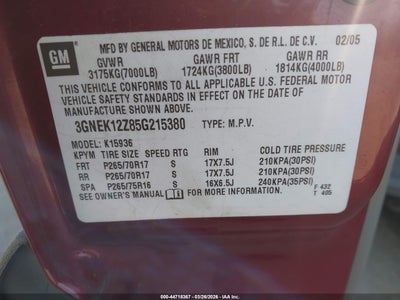 GM
MFD BY GENERAL MOTORS DE MEXICO, S. DE R.L. DE C.V. 02/05
GVWR GAWR FRT GAWR RR
3175KG(7000LB) 1724KG(3800LB) 1814KG(4000LB)
THIS VEHICLE CONFORMS TO ALL APPLICABLE U.S. FEDERAL MOTOR
VEHICLE SAFETY STANDARDS IN EFFECT ON THE DATE OF
MANUFACTURE SHOWN ABOVE.
3GNEK12Z85G215380 TYPE: M.P.V.
MODEL: K15936
KPYM TIRE SIZE SPEED RTG RIM COLD TIRE PRESSURE
FRT P265/70R17 S 17X7.5J 210KPA(30PSI)
RR P265/70R17 S 17X7.5J 210KPA(30PSI)
SPA P265/75R16 S 16X6.5J 240KPA(35PSI)
SEE OWNER'S MANUAL FOR MORE INFORMATION.
F 432
T 405
000-44718367 - 03/26/2026 - IAA Inc.